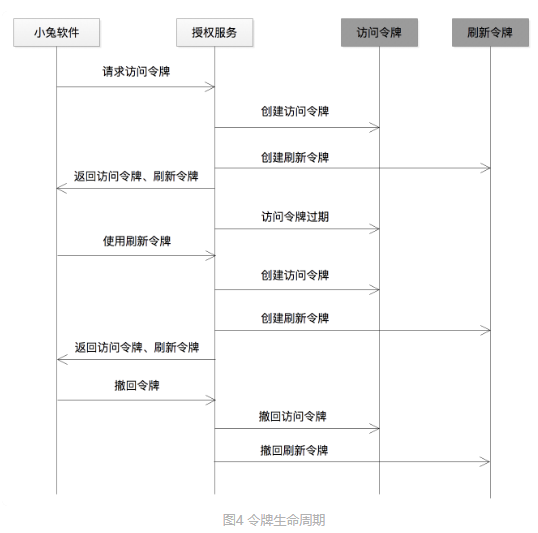 小兔软件
授权服务
访问令牌
刷新令牌
请求访问令牌
创建访问令牌
创建刷新令牌
返回访问令牌、刷新令牌
访问令牌过期
使用刷新令牌
创建访问令牌
创建刷新令牌
返回访问令牌、刷新令牌
撤回令牌
撤回访问令牌
撤回刷新令牌
图4 令牌生命周期